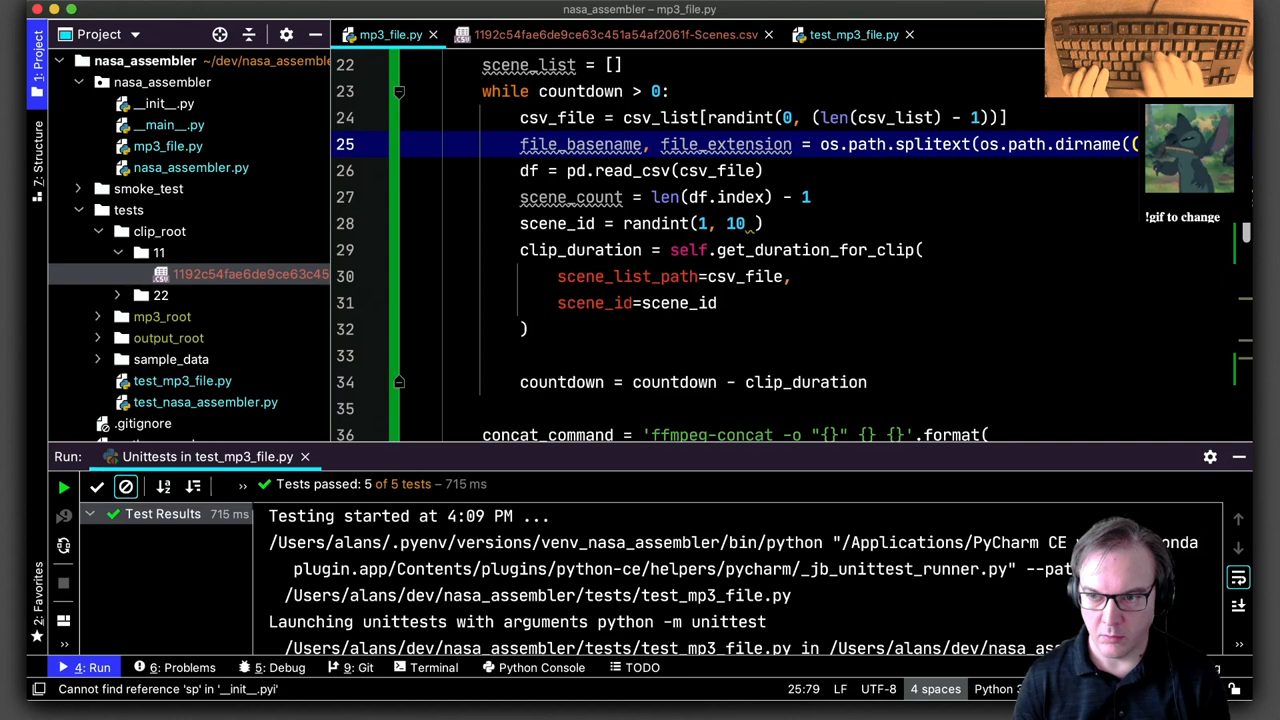 nasa_assembler – mp3_file.py
Project
mp3_file.py
1192c54fae6de9ce63c451a54af2061f-Scenes.csv
test_mp3_file.py
1: Project
7: Structure
2: Favorites
nasa_assembler ~/dev/nasa_assembler
nasa_assembler
__init__.py
__main__.py
mp3_file.py
nasa_assembler.py
smoke_test
tests
clip_root
11
1192c54fae6de9ce63c45
22
mp3_root
output_root
sample_data
test_mp3_file.py
test_nasa_assembler.py
.gitignore
22 scene_list = []
23 while countdown > 0:
24 csv_file = csv_list[randint(0, (len(csv_list) - 1))]
25 file_basename, file_extension = os.path.splitext(os.path.dirname((
26 df = pd.read_csv(csv_file)
27 scene_count = len(df.index) - 1
28 scene_id = randint(1, 10 )
29 clip_duration = self.get_duration_for_clip(
30 scene_list_path=csv_file,
31 scene_id=scene_id
32 )
33
34 countdown = countdown - clip_duration
35
36 concat_command = 'ffmpeg-concat -o "{}" {} {}'.format(
!gif to change
Run: Unittests in test_mp3_file.py
Tests passed: 5 of 5 tests – 715 ms
Test Results 715 ms
Testing started at 4:09 PM ...
/Users/alans/.pyenv/versions/venv_nasa_assembler/bin/python "/Applications/PyCharm CE onda
plugin.app/Contents/plugins/python-ce/helpers/pycharm/_jb_unittest_runner.py" --pat
/Users/alans/dev/nasa_assembler/tests/test_mp3_file.py
Launching unittests with arguments python -m unittest
/Users/alans/dev/nasa_assembler/tests/test_mp3_file.py in /Users/alans/dev/nasa_assembler
4: Run
6: Problems
5: Debug
9: Git
Terminal
Python Console
TODO
Cannot find reference 'sp' in '__init__.pyi'
25:79 LF UTF-8 4 spaces Python 3